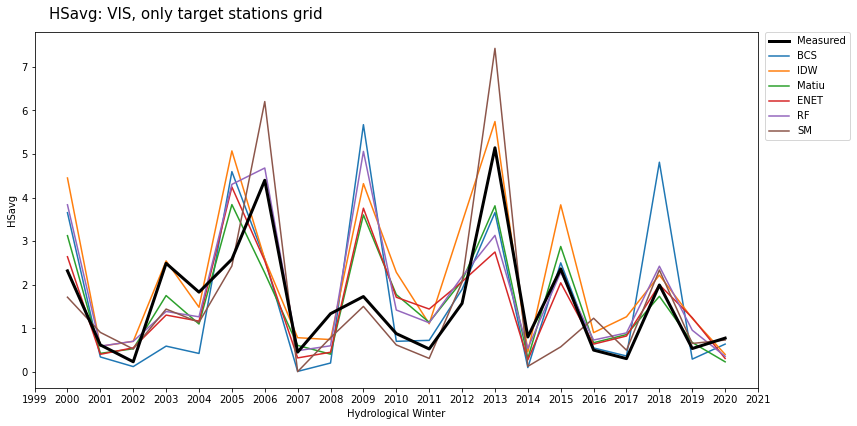 HSavg: VIS, only target stations grid
Measured
BCS
IDW
Matiu
ENET
RF
SM
HSavg
7
6
5
4
3
2
1
0
1999 2000 2001 2002 2003 2004 2005 2006 2007 2008 2009 2010 2011 2012 2013 2014 2015 2016 2017 2018 2019 2020 2021
Hydrological Winter